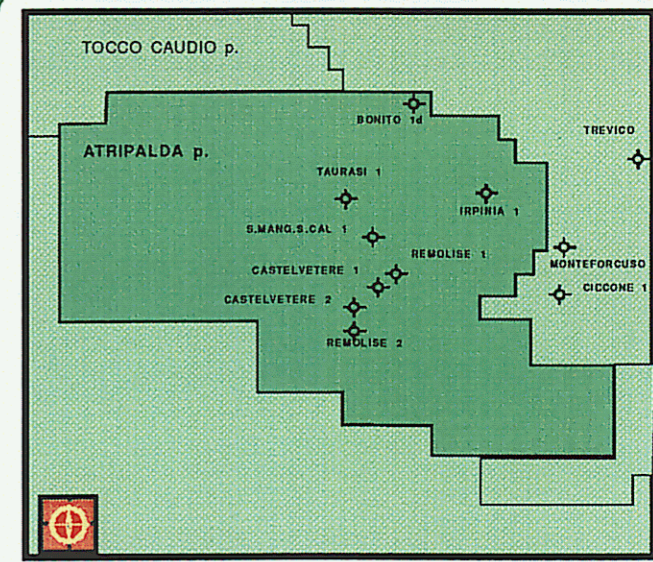 TOCCO CAUDIO p.
BONITO 1d
TREVICO
ATRIPALDA p.
TAURASI 1
IRPINIA 1
S.MANG.S.CAL 1
REMOLISE 1
MONTEFORCUSO
CASTELVETERE 1
CICCONE 1
CASTELVETERE 2
REMOLISE 2